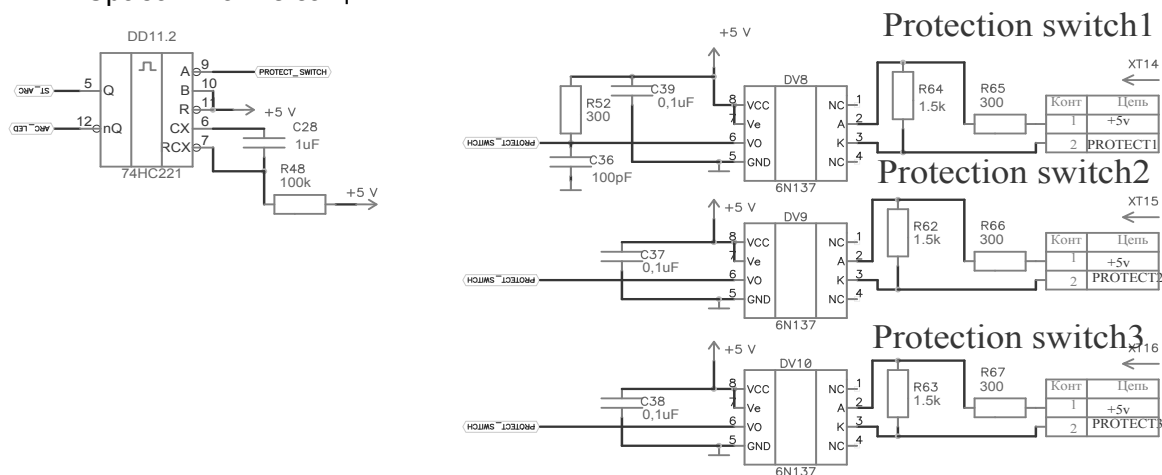 DD11.2
5 Q
12 nQ
A 9
B 10
R 11
CX 6
RCX 7
74HC221
ST_ARC
ARC_LED
PROTECT_SWITCH
+5 V
C28
1uF
R48
100k
+5 V
Protection switch1
+5 V
R52
300
C39
0,1uF
C36
100pF
PROTECT_SWITCH
DV8
8 VCC
7 Ve
6 VO
5 GND
NC 1
A 2
K 3
NC 4
6N137
R64
1.5k
R65
300
XT14
Конт Цепь
1 +5v
2 PROTECT1
Protection switch2
+5 V
C37
0,1uF
PROTECT_SWITCH
DV9
8 VCC
7 Ve
6 VO
5 GND
NC 1
A 2
K 3
NC 4
6N137
R62
1.5k
R66
300
XT15
Конт Цепь
1 +5v
2 PROTECT2
Protection switch3
+5 V
C38
0,1uF
PROTECT_SWITCH
DV10
8 VCC
7 Ve
6 VO
5 GND
NC 1
A 2
K 3
NC 4
6N137
R63
1.5k
R67
300
XT16
Конт Цепь
1 +5v
2 PROTECT3